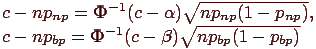 c − np_{np} = Φ^{−1}(c − α)√(np_{np}(1 − p_{np})),
c − np_{bp} = Φ^{−1}(c − β)√(np_{bp}(1 − p_{bp}))